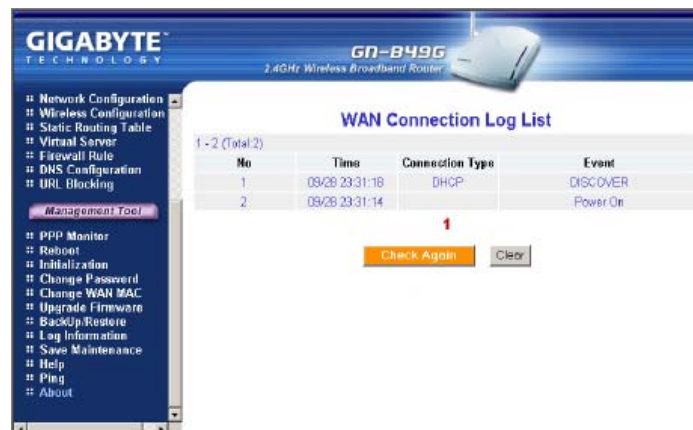 GIGABYTE
TECHNOLOGY
GN-B49G
2.4GHz Wireless Broadband Router
Network Configuration
Wireless Configuration
Static Routing Table
Virtual Server
Firewall Rule
DNS Configuration
URL Blocking
Management Tool
PPP Monitor
Reboot
Initialization
Change Password
Change WAN MAC
Upgrade Firmware
BackUp/Restore
Log Information
Save Maintenance
Help
Ping
About
WAN Connection Log List
1 - 2 (Total:2)
No Time Connection Type Event
1 09/28 23:31:18 DHCP DISCOVER
2 09/28 23:31:14 Power On
1
Check Again Clear